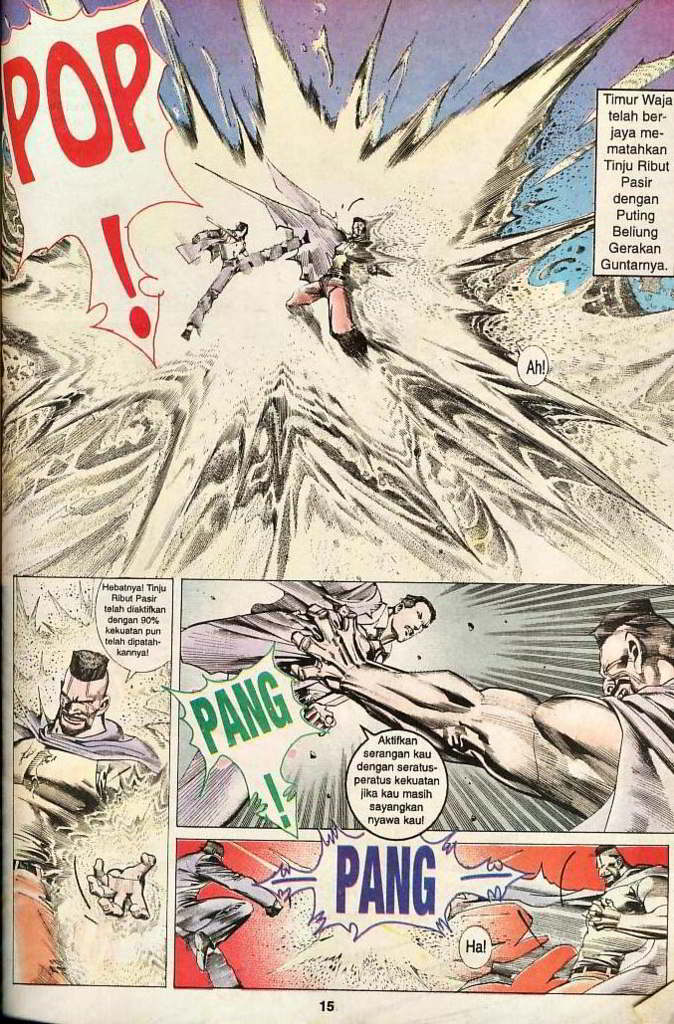 POP
!
Timur Waja
telah ber-
jaya me-
matahkan
Tinju Ribut
Pasir
dengan
Puting
Beliung
Gerakan
Guntarnya.
Ah!
Hebatnya! Tinju
Ribut Pasir
telah diaktifkan
dengan 90%
kekuatan pun
telah dipatah-
kannya!
PANG
!
Aktifkan
serangan kau
dengan seratus-
peratus kekuatan
jika kau masih
sayangkan
nyawa kau!
PANG
Ha!
15